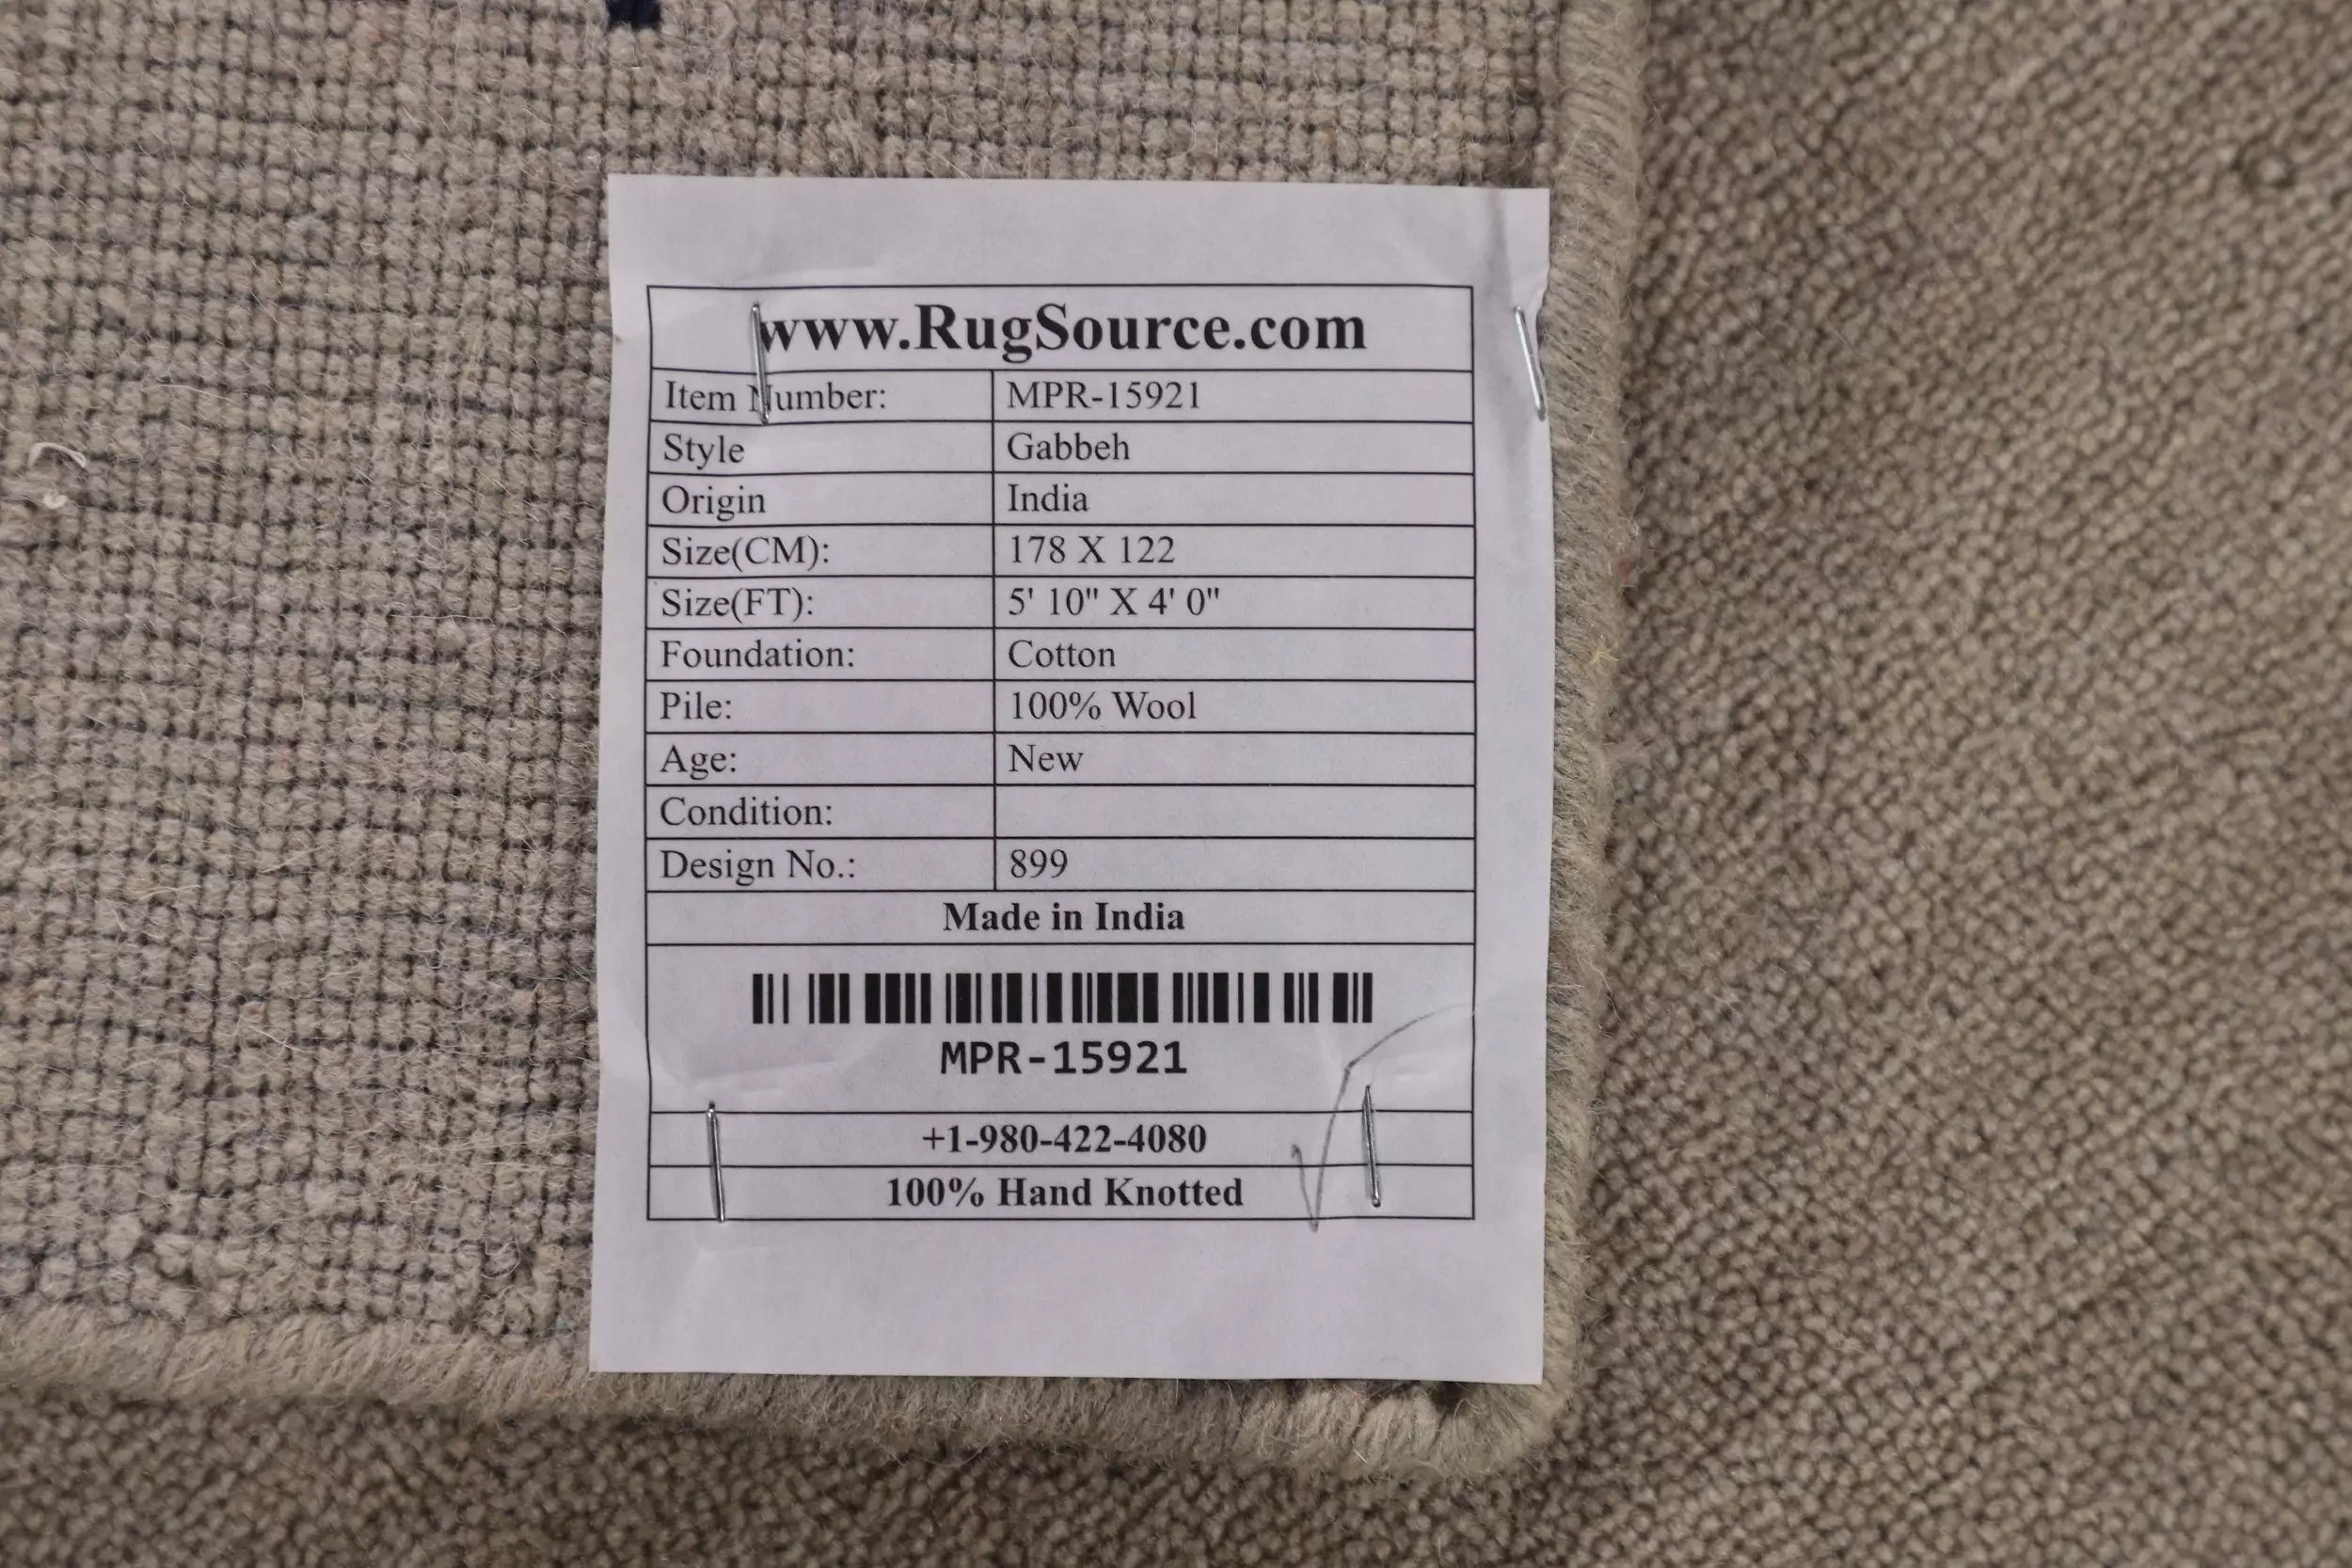 www.RugSource.com
Item Number: MPR-15921
Style Gabbeh
Origin India
Size(CM): 178 X 122
Size(FT): 5' 10" X 4' 0"
Foundation: Cotton
Pile: 100% Wool
Age: New
Condition:
Design No.: 899
Made in India
MPR-15921
+1-980-422-4080
100% Hand Knotted